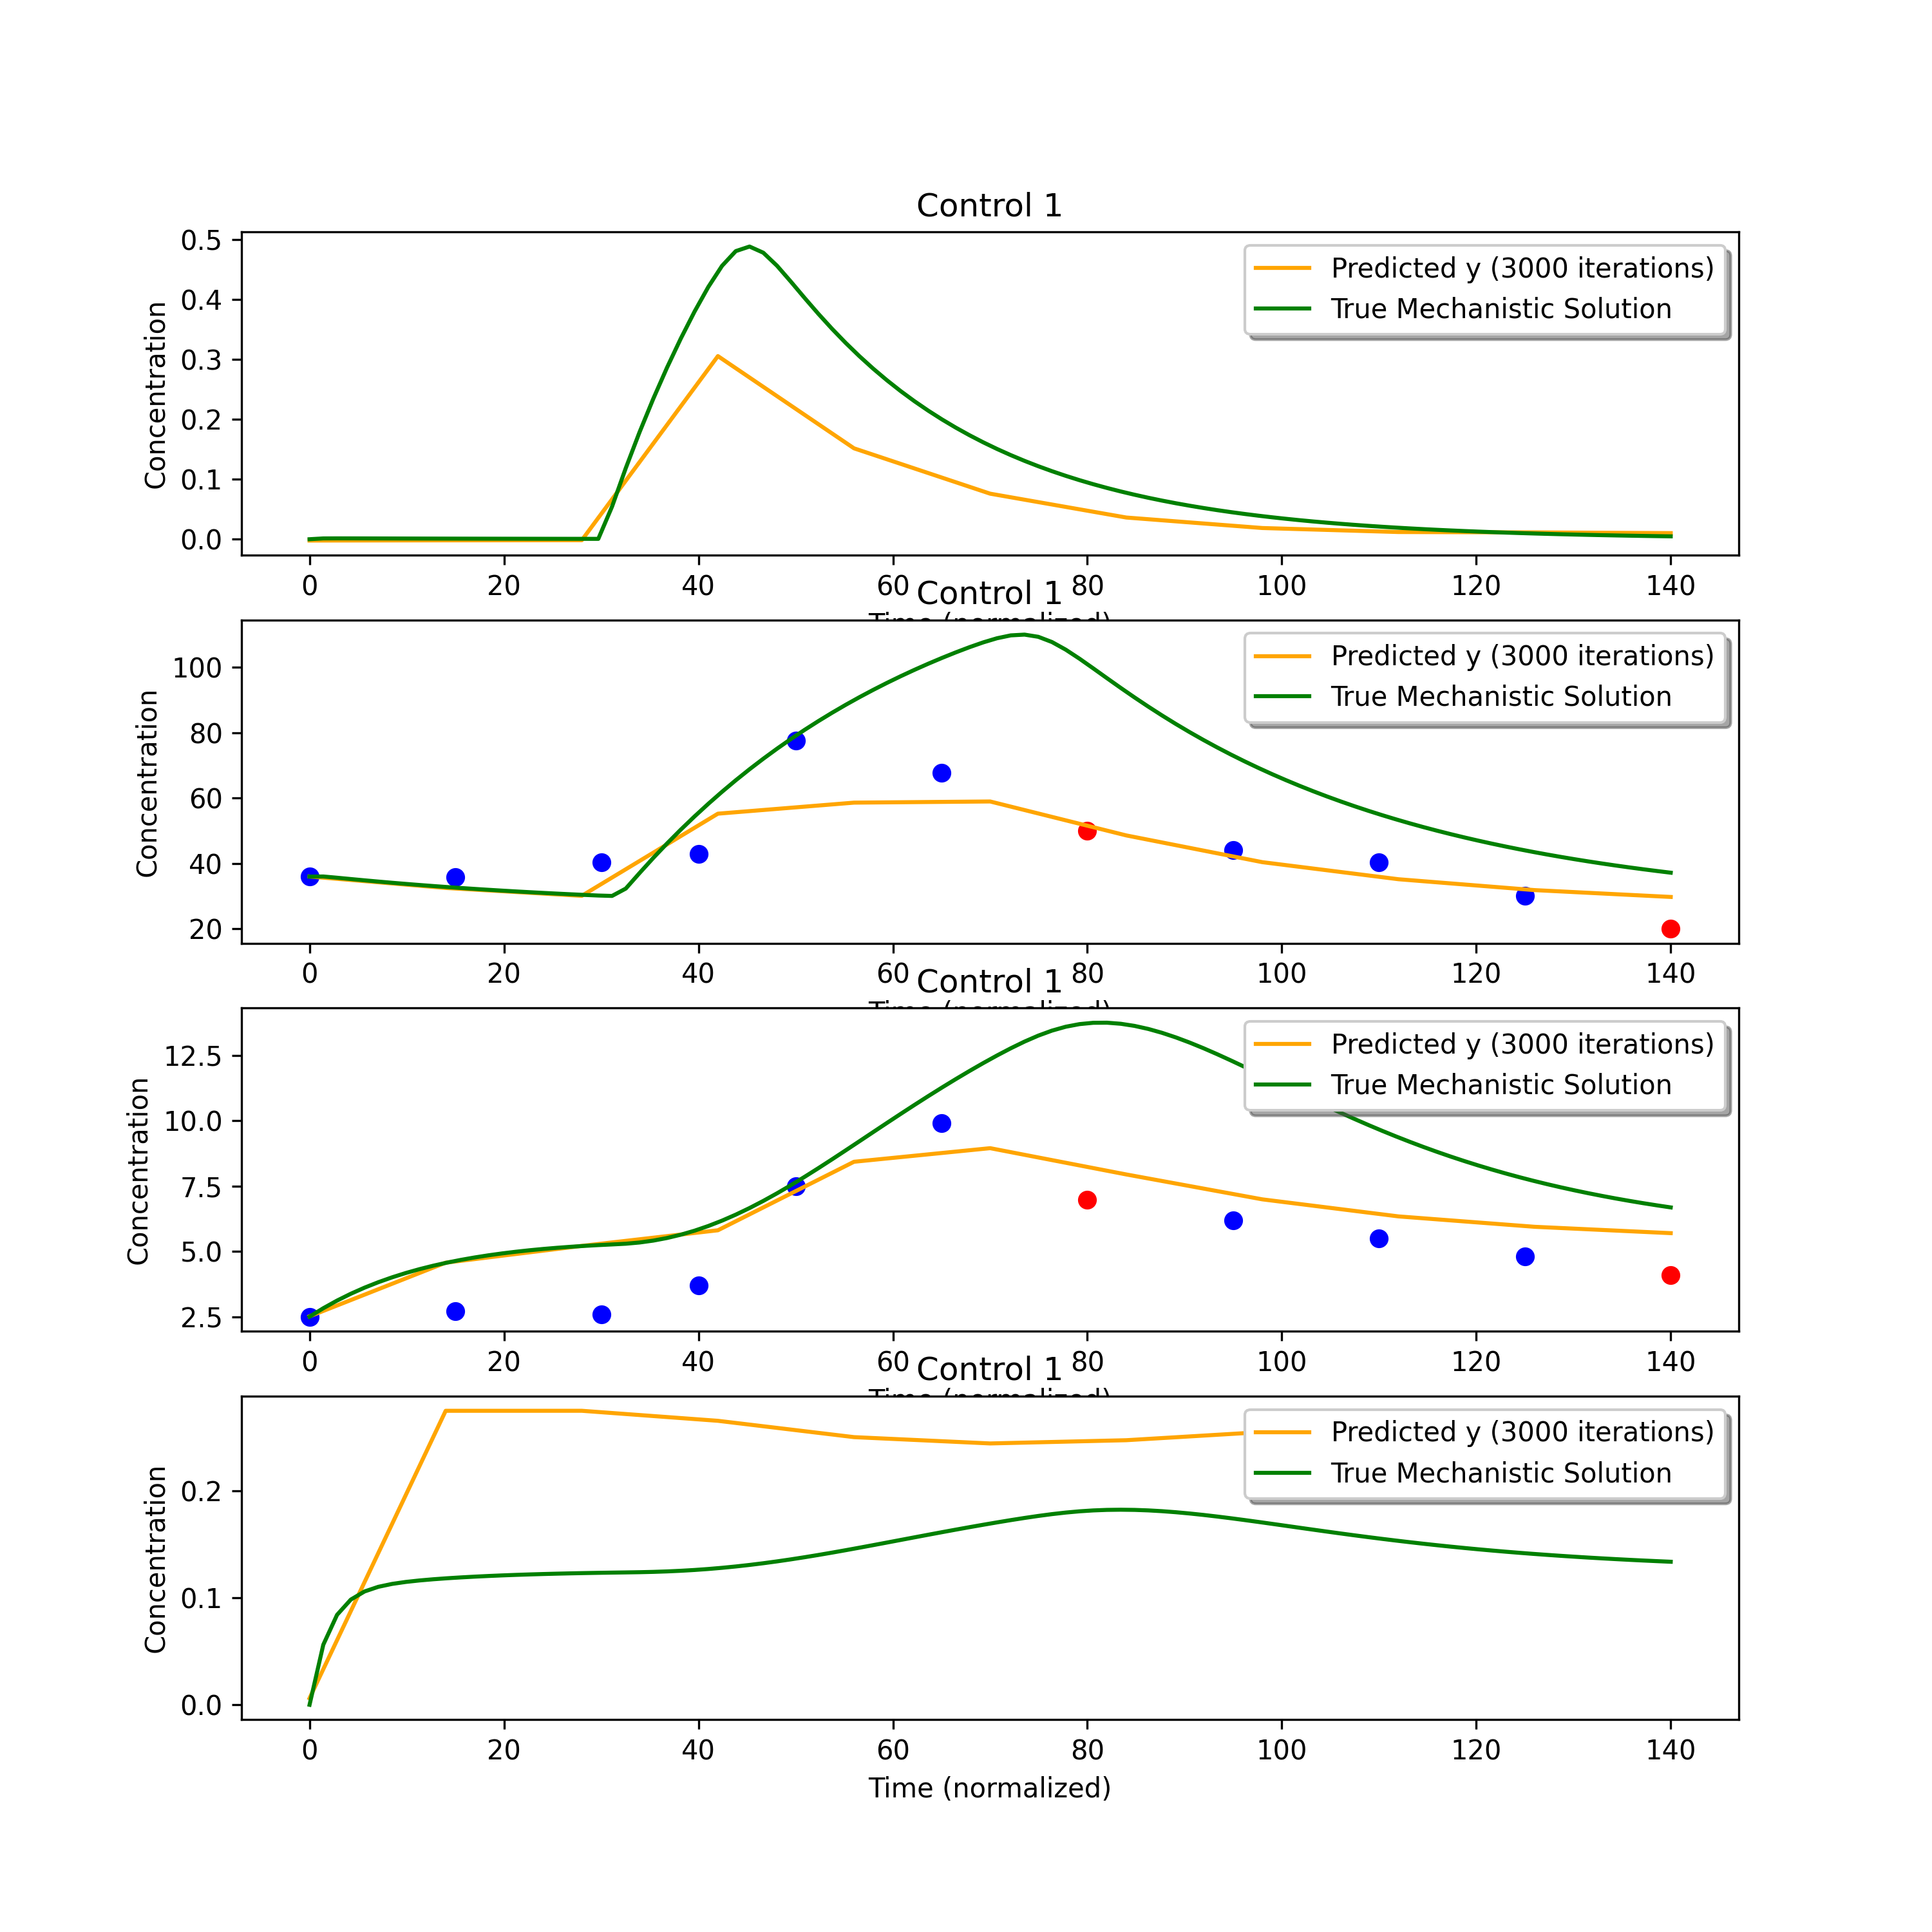 Control 1
Concentration
0.5
0.4
0.3
0.2
0.1
0.0
Predicted y (3000 iterations)
True Mechanistic Solution
0 20 40 60 80 100 120 140
Control 1
Concentration
100
80
60
40
20
Predicted y (3000 iterations)
True Mechanistic Solution
0 20 40 60 80 100 120 140
Control 1
Concentration
12.5
10.0
7.5
5.0
2.5
Predicted y (3000 iterations)
True Mechanistic Solution
0 20 40 60 80 100 120 140
Control 1
Concentration
0.2
0.1
0.0
Predicted y (3000 iterations)
True Mechanistic Solution
0 20 40 60 80 100 120 140
Time (normalized)